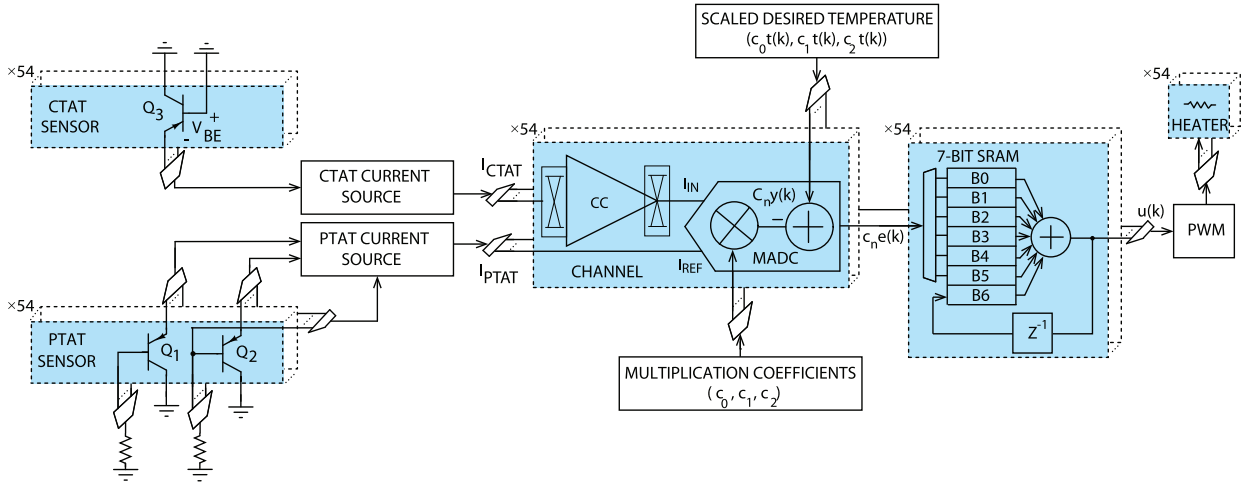 SCALED DESIRED TEMPERATURE
(c0t(k), c1t(k), c2t(k))
×54
CTAT
SENSOR
Q3
+
VBE
-
×54
HEATER
×54
×54
CTAT CURRENT
SOURCE
ICTAT
CC
IIN
Cny(k)
−
MADC
IREF
CHANNEL
PTAT CURRENT
SOURCE
IPTAT
cne(k)
7-BIT SRAM
B0
B1
B2
B3
B4
B5
B6
+
+
Z-1
u(k)
PWM
×54
PTAT
SENSOR
Q1
Q2
MULTIPLICATION COEFFICIENTS
(c0, c1, c2)